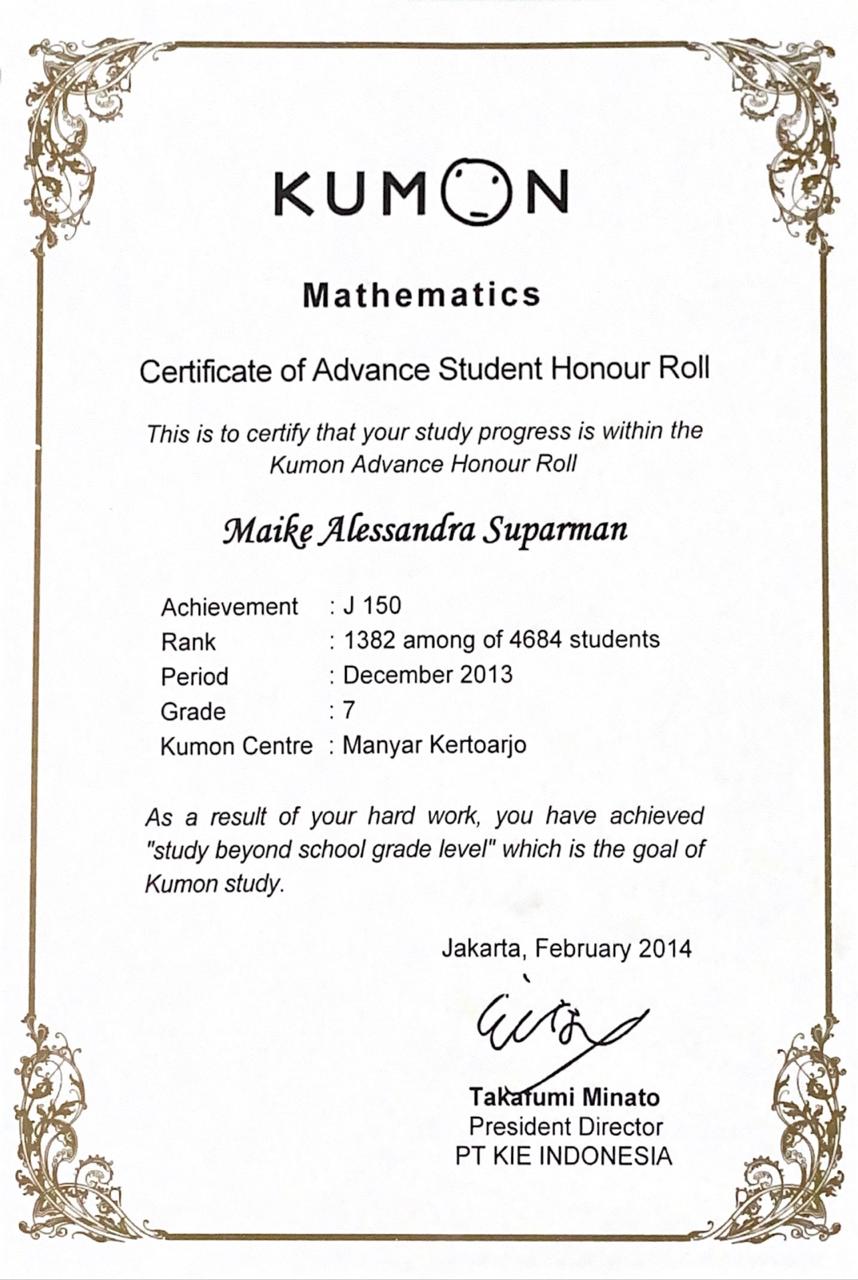 KUMON
Mathematics
Certificate of Advance Student Honour Roll
This is to certify that your study progress is within the
Kumon Advance Honour Roll
Maike Alessandra Suparman
Achievement : J 150
Rank : 1382 among of 4684 students
Period : December 2013
Grade : 7
Kumon Centre : Manyar Kertoarjo
As a result of your hard work, you have achieved
"study beyond school grade level" which is the goal of
Kumon study.
Jakarta, February 2014
Takafumi Minato
President Director
PT KIE INDONESIA